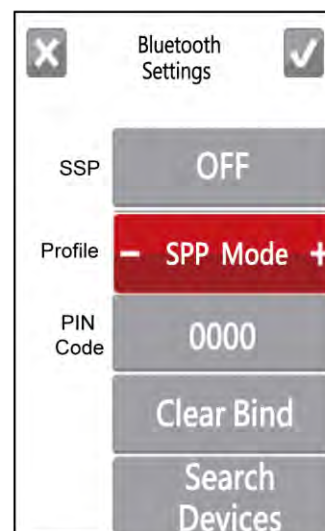 Bluetooth
Settings
SSP
OFF
Profile
– SPP Mode +
PIN
Code
0000
Clear Bind
Search
Devices